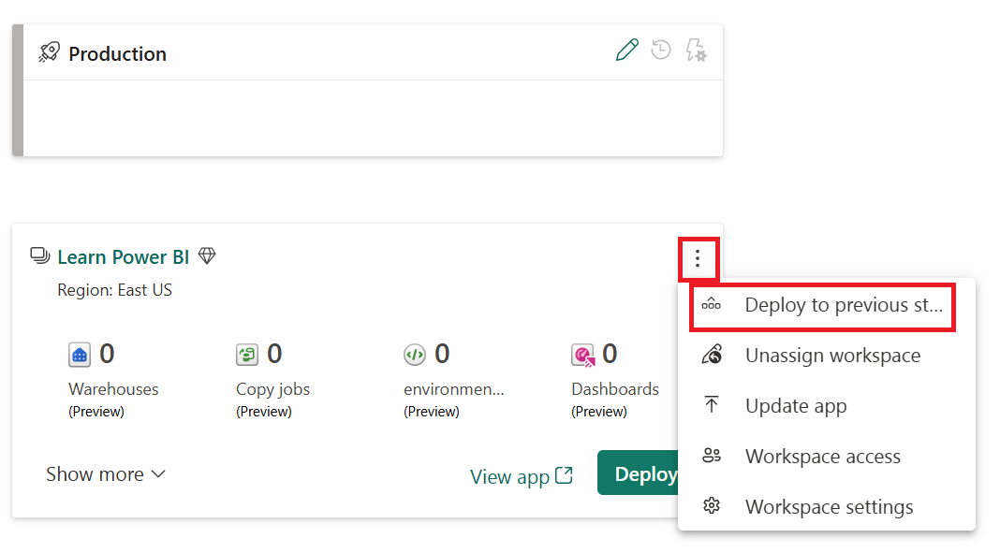 Production
Learn Power BI
Region: East US
0
0
0
0
Warehouses
Copy jobs
environmen...
Dashboards
(Preview)
(Preview)
(Preview)
(Preview)
Show more
View app
Deploy
Deploy to previous st...
Unassign workspace
Update app
Workspace access
Workspace settings